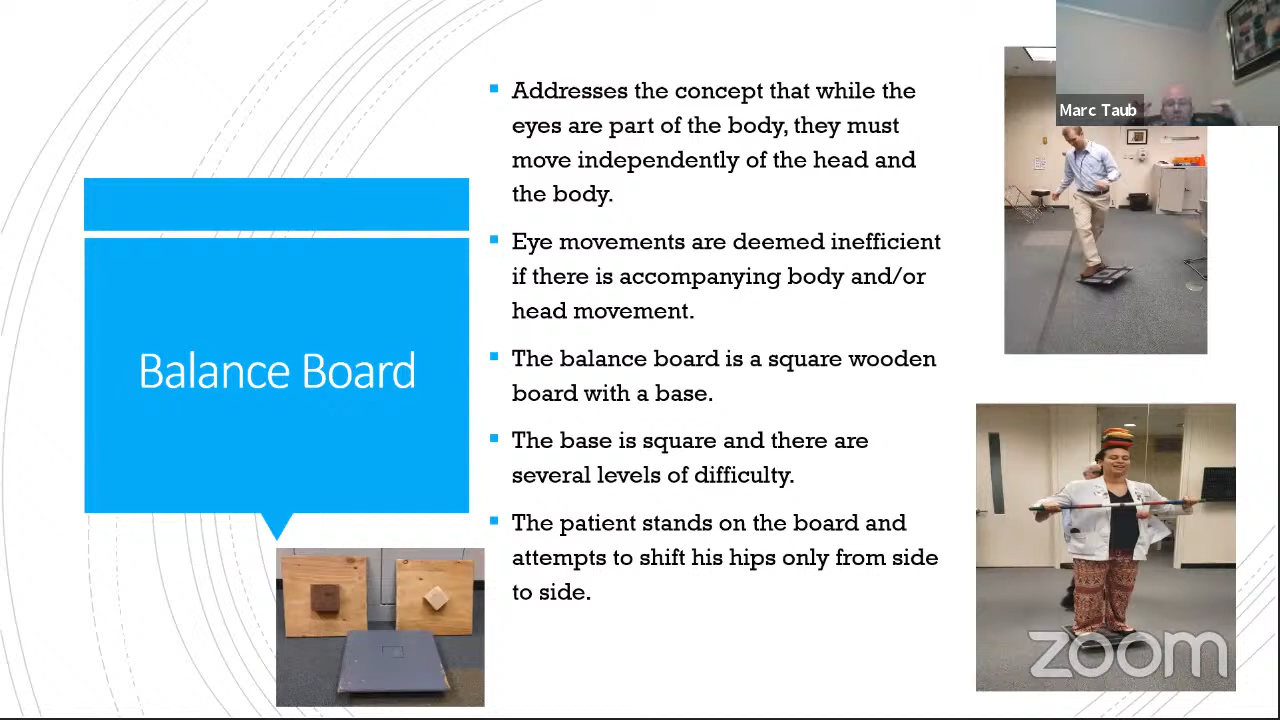 Balance Board
Addresses the concept that while the
eyes are part of the body, they must
move independently of the head and
the body.
Eye movements are deemed inefficient
if there is accompanying body and/or
head movement.
The balance board is a square wooden
board with a base.
The base is square and there are
several levels of difficulty.
The patient stands on the board and
attempts to shift his hips only from side
to side.
Marc Taub
zoom